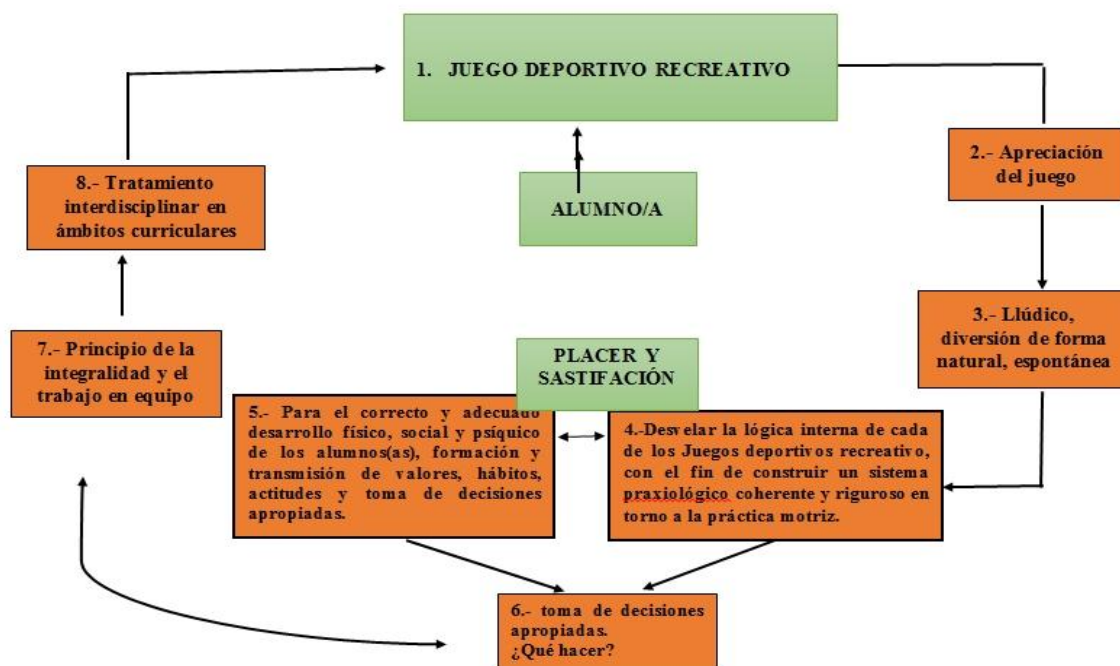 1. JUEGO DEPORTIVO RECREATIVO
ALUMNO/A
2.- Apreciación
del juego
3.- Llúdico,
diversión de forma
natural, espontánea
PLACER Y
SASTIFACIÓN
4.-Desvelar la lógica interna de cada
de los Juegos deportivos recreativo,
con el fin de construir un sistema
praxiológico coherente y riguroso en
torno a la práctica motriz.
5.- Para el correcto y adecuado
desarrollo físico, social y psíquico
de los alumnos(as), formación y
transmisión de valores, hábitos,
actitudes y toma de decisiones
apropiadas.
6.- toma de decisiones
apropiadas.
¿Qué hacer?
7.- Principio de la
integralidad y el
trabajo en equipo
8.- Tratamiento
interdisciplinar en
ámbitos curriculares